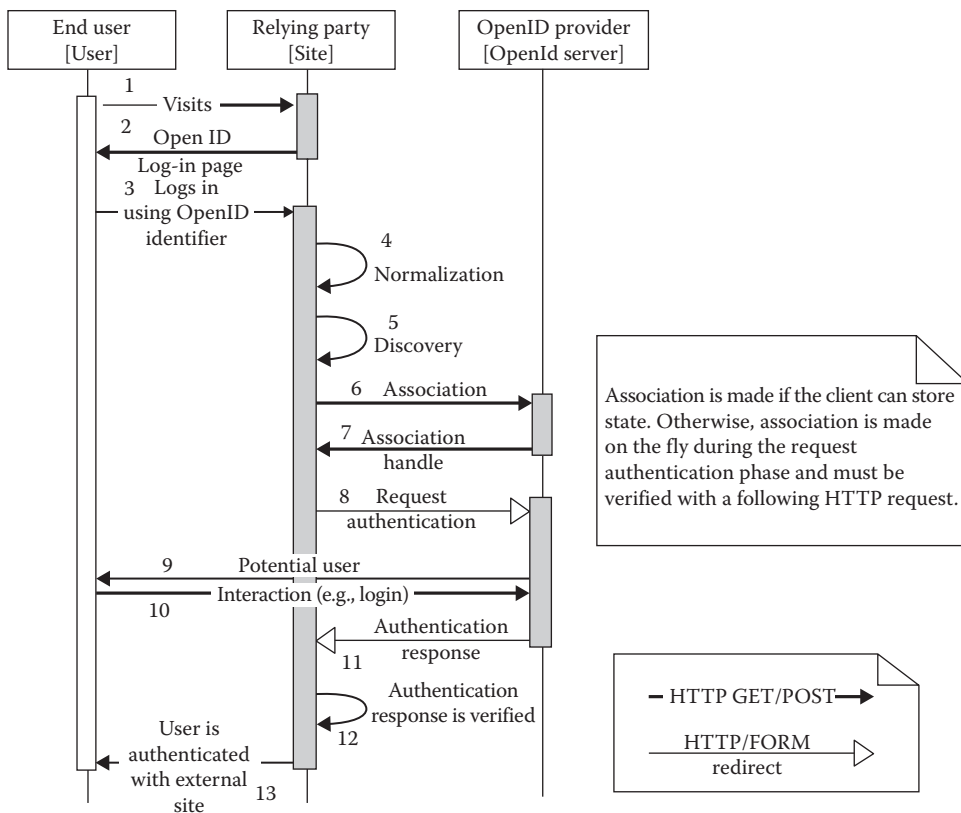 End user
[User]
Relying party
[Site]
OpenID provider
[OpenId server]
1
Visits
2
Open ID
Log-in page
3 Logs in
using OpenID
identifier
4
Normalization
5
Discovery
6 Association
7 Association
handle
8 Request
authentication
9 Potential user
10 Interaction (e.g., login)
Authentication
response
11
Authentication
response is verified
12
User is
authenticated
with external
site 13
Association is made if the client can store
state. Otherwise, association is made
on the fly during the request
authentication phase and must be
verified with a following HTTP request.
HTTP GET/POST
HTTP/FORM
redirect